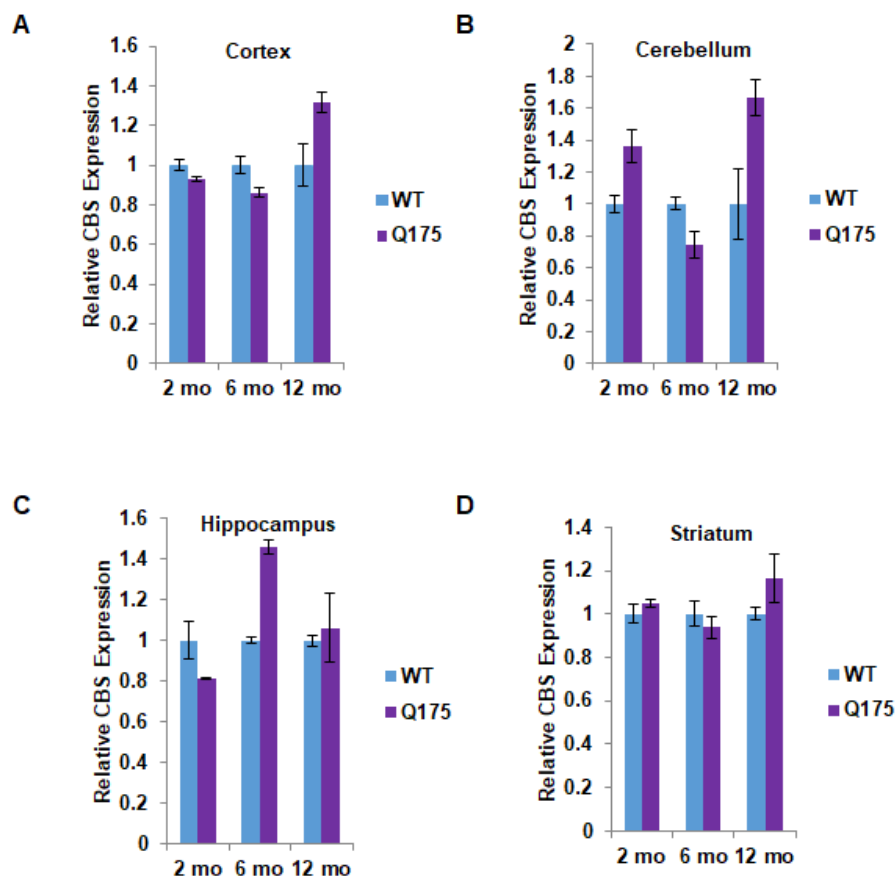 A
Cortex
Relative CBS Expression
1.6
1.4
1.2
1
0.8
0.6
0.4
0.2
0
2 mo 6 mo 12 mo
WT
Q175
B
Cerebellum
Relative CBS Expression
2
1.8
1.6
1.4
1.2
1
0.8
0.6
0.4
0.2
0
2 mo 6 mo 12 mo
WT
Q175
C
Hippocampus
Relative CBS Expression
1.6
1.4
1.2
1
0.8
0.6
0.4
0.2
0
2 mo 6 mo 12 mo
WT
Q175
D
Striatum
Relative CBS Expression
1.4
1.2
1
0.8
0.6
0.4
0.2
0
2 mo 6 mo 12 mo
WT
Q175